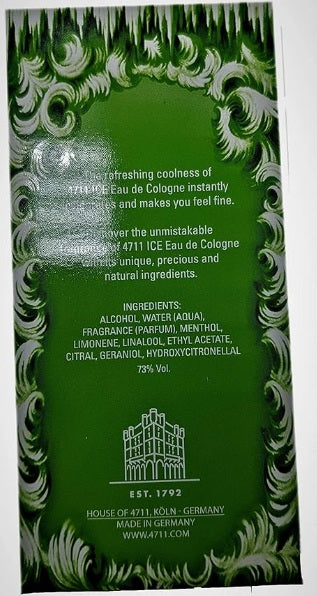 The refreshing coolness of
4711 ICE Eau de Cologne instantly
and makes you feel fine.
the unmistakable
of 4711 ICE Eau de Cologne
unique, precious and
natural ingredients.
INGREDIENTS:
ALCOHOL, WATER (AQUA),
FRAGRANCE (PARFUM), MENTHOL,
LIMONENE, LINALOOL, ETHYL ACETATE,
CITRAL, GERANIOL, HYDROXYCITRONELLAL
73% Vol.
EST. 1792
HOUSE OF 4711, KÖLN - GERMANY
MADE IN GERMANY
WWW.4711.COM